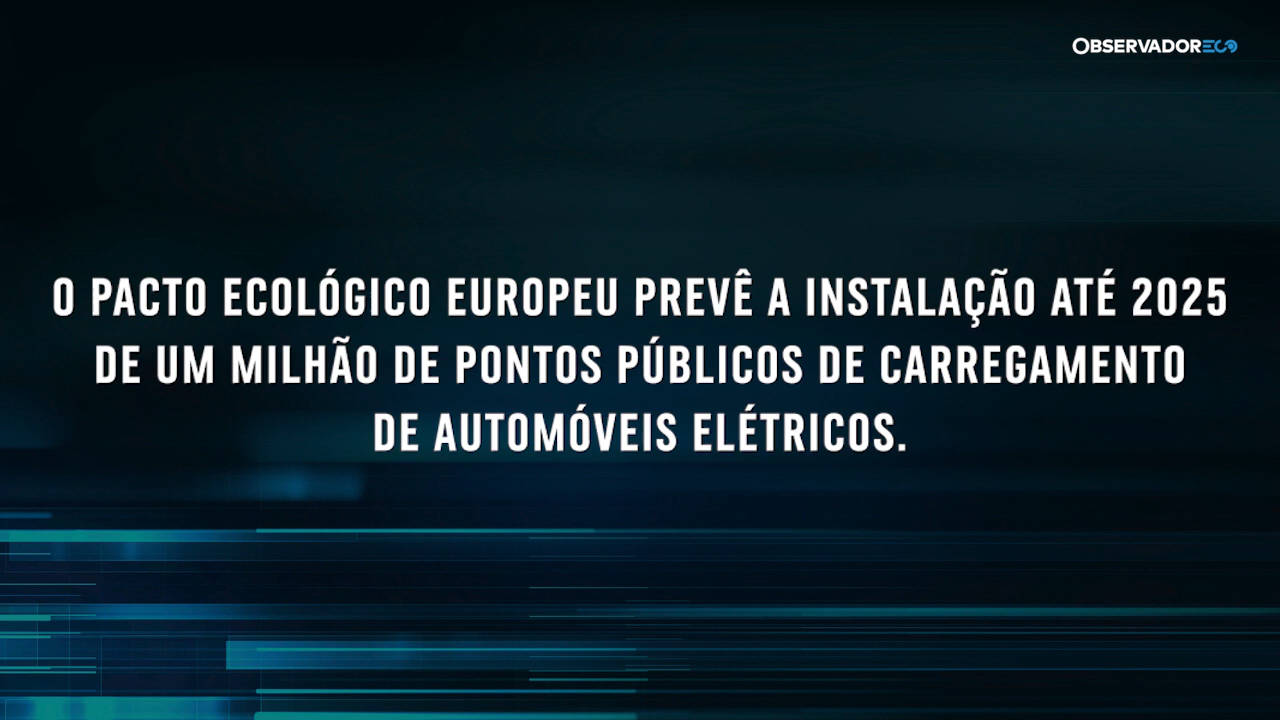 OBSERVADORECO
O PACTO ECOLÓGICO EUROPEU PREVÊ A INSTALAÇÃO ATÉ 2025
DE UM MILHÃO DE PONTOS PÚBLICOS DE CARREGAMENTO
DE AUTOMÓVEIS ELÉTRICOS.